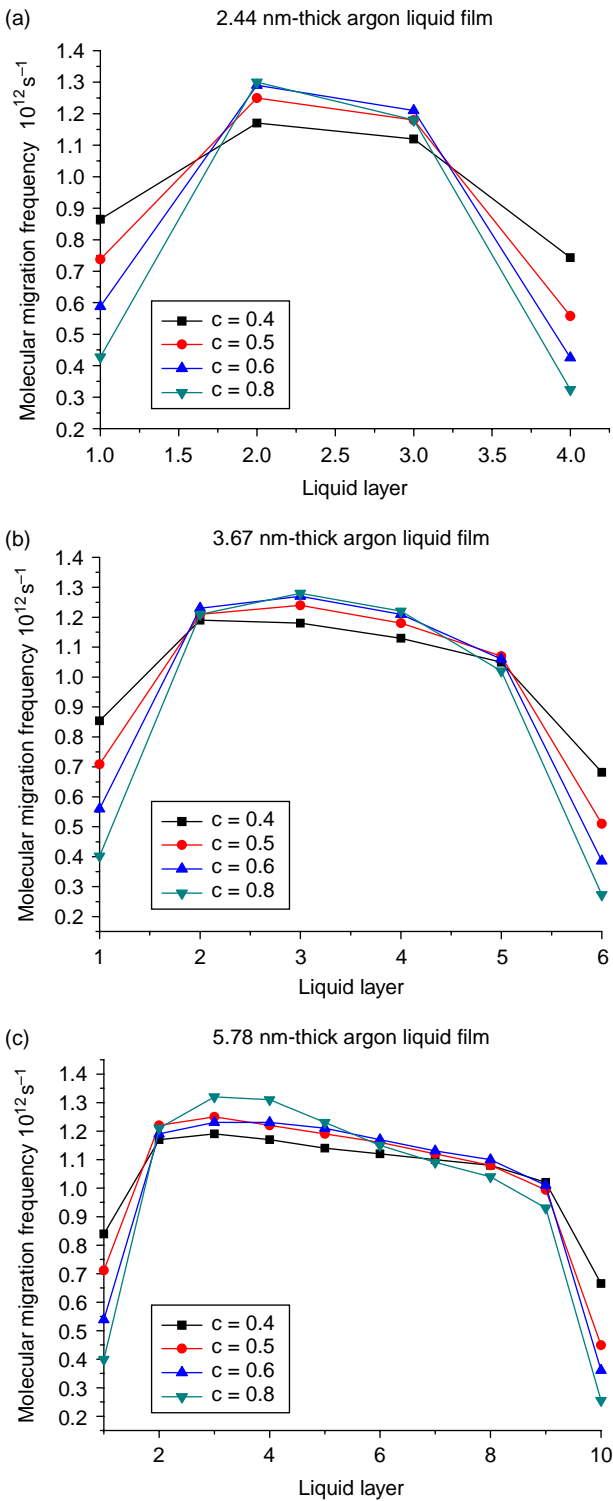 (a)
2.44 nm-thick argon liquid film
Molecular migration frequency 10¹² s⁻¹
1.4
1.3
1.2
1.1
1.0
0.9
0.8
0.7
0.6
0.5
0.4
0.3
0.2
c = 0.4
c = 0.5
c = 0.6
c = 0.8
1.0 1.5 2.0 2.5 3.0 3.5 4.0
Liquid layer
(b)
3.67 nm-thick argon liquid film
Molecular migration frequency 10¹² s⁻¹
1.4
1.3
1.2
1.1
1.0
0.9
0.8
0.7
0.6
0.5
0.4
0.3
0.2
c = 0.4
c = 0.5
c = 0.6
c = 0.8
1 2 3 4 5 6
Liquid layer
(c)
5.78 nm-thick argon liquid film
Molecular migration frequency 10¹² s⁻¹
1.4
1.3
1.2
1.1
1.0
0.9
0.8
0.7
0.6
0.5
0.4
0.3
0.2
c = 0.4
c = 0.5
c = 0.6
c = 0.8
2 4 6 8 10
Liquid layer